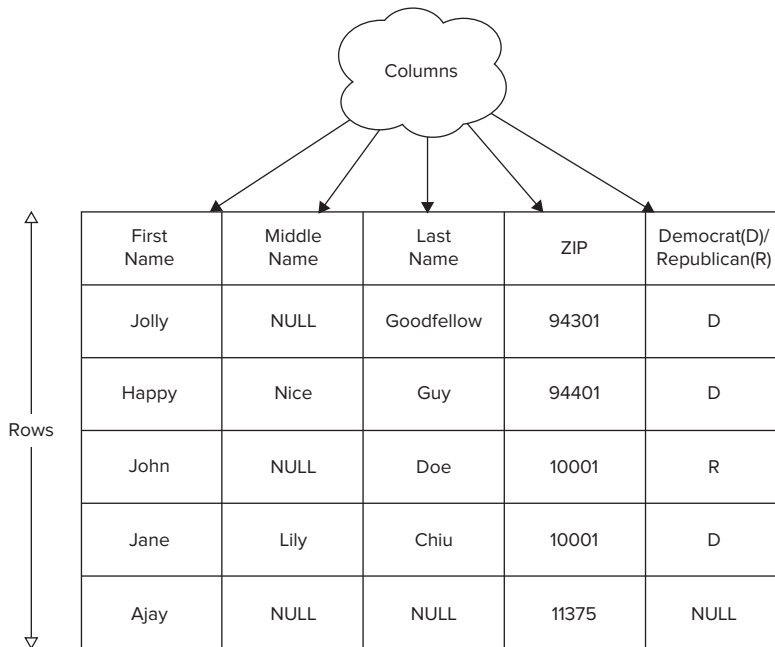 Columns
First
Name
Middle
Name
Last
Name
ZIP
Democrat(D)/
Republican(R)
Jolly
NULL
Goodfellow
94301
D
Happy
Nice
Guy
94401
D
Rows
John
NULL
Doe
10001
R
Jane
Lily
Chiu
10001
D
Ajay
NULL
NULL
11375
NULL